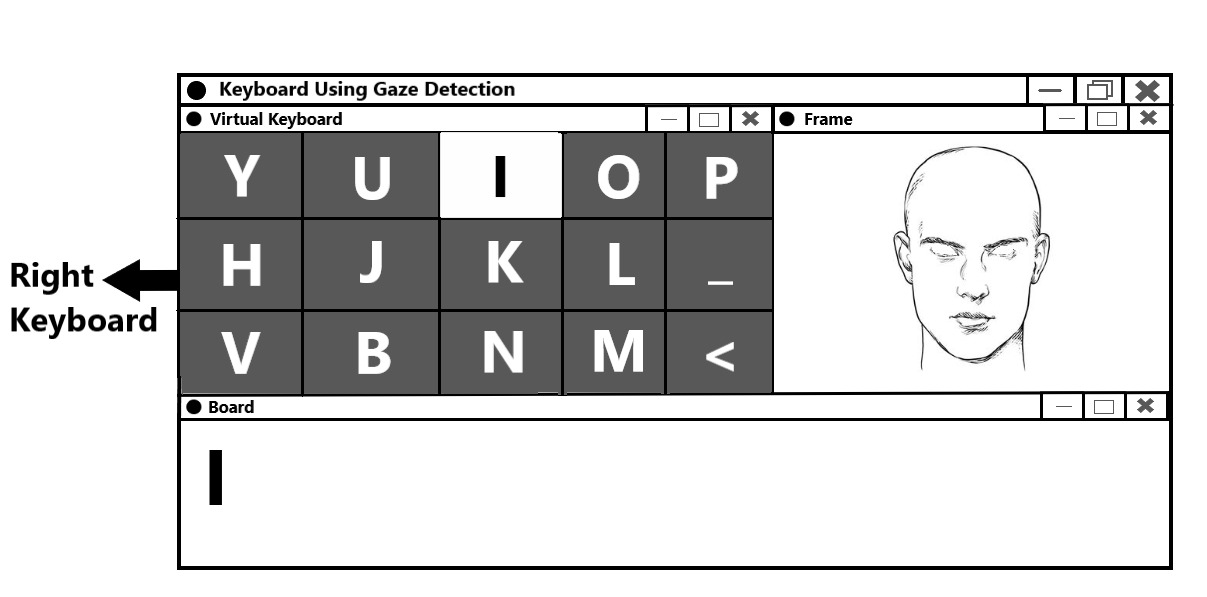 Keyboard Using Gaze Detection
Virtual Keyboard
Frame
Y U I O P
H J K L _
V B N M <
Right
Keyboard
Board
I